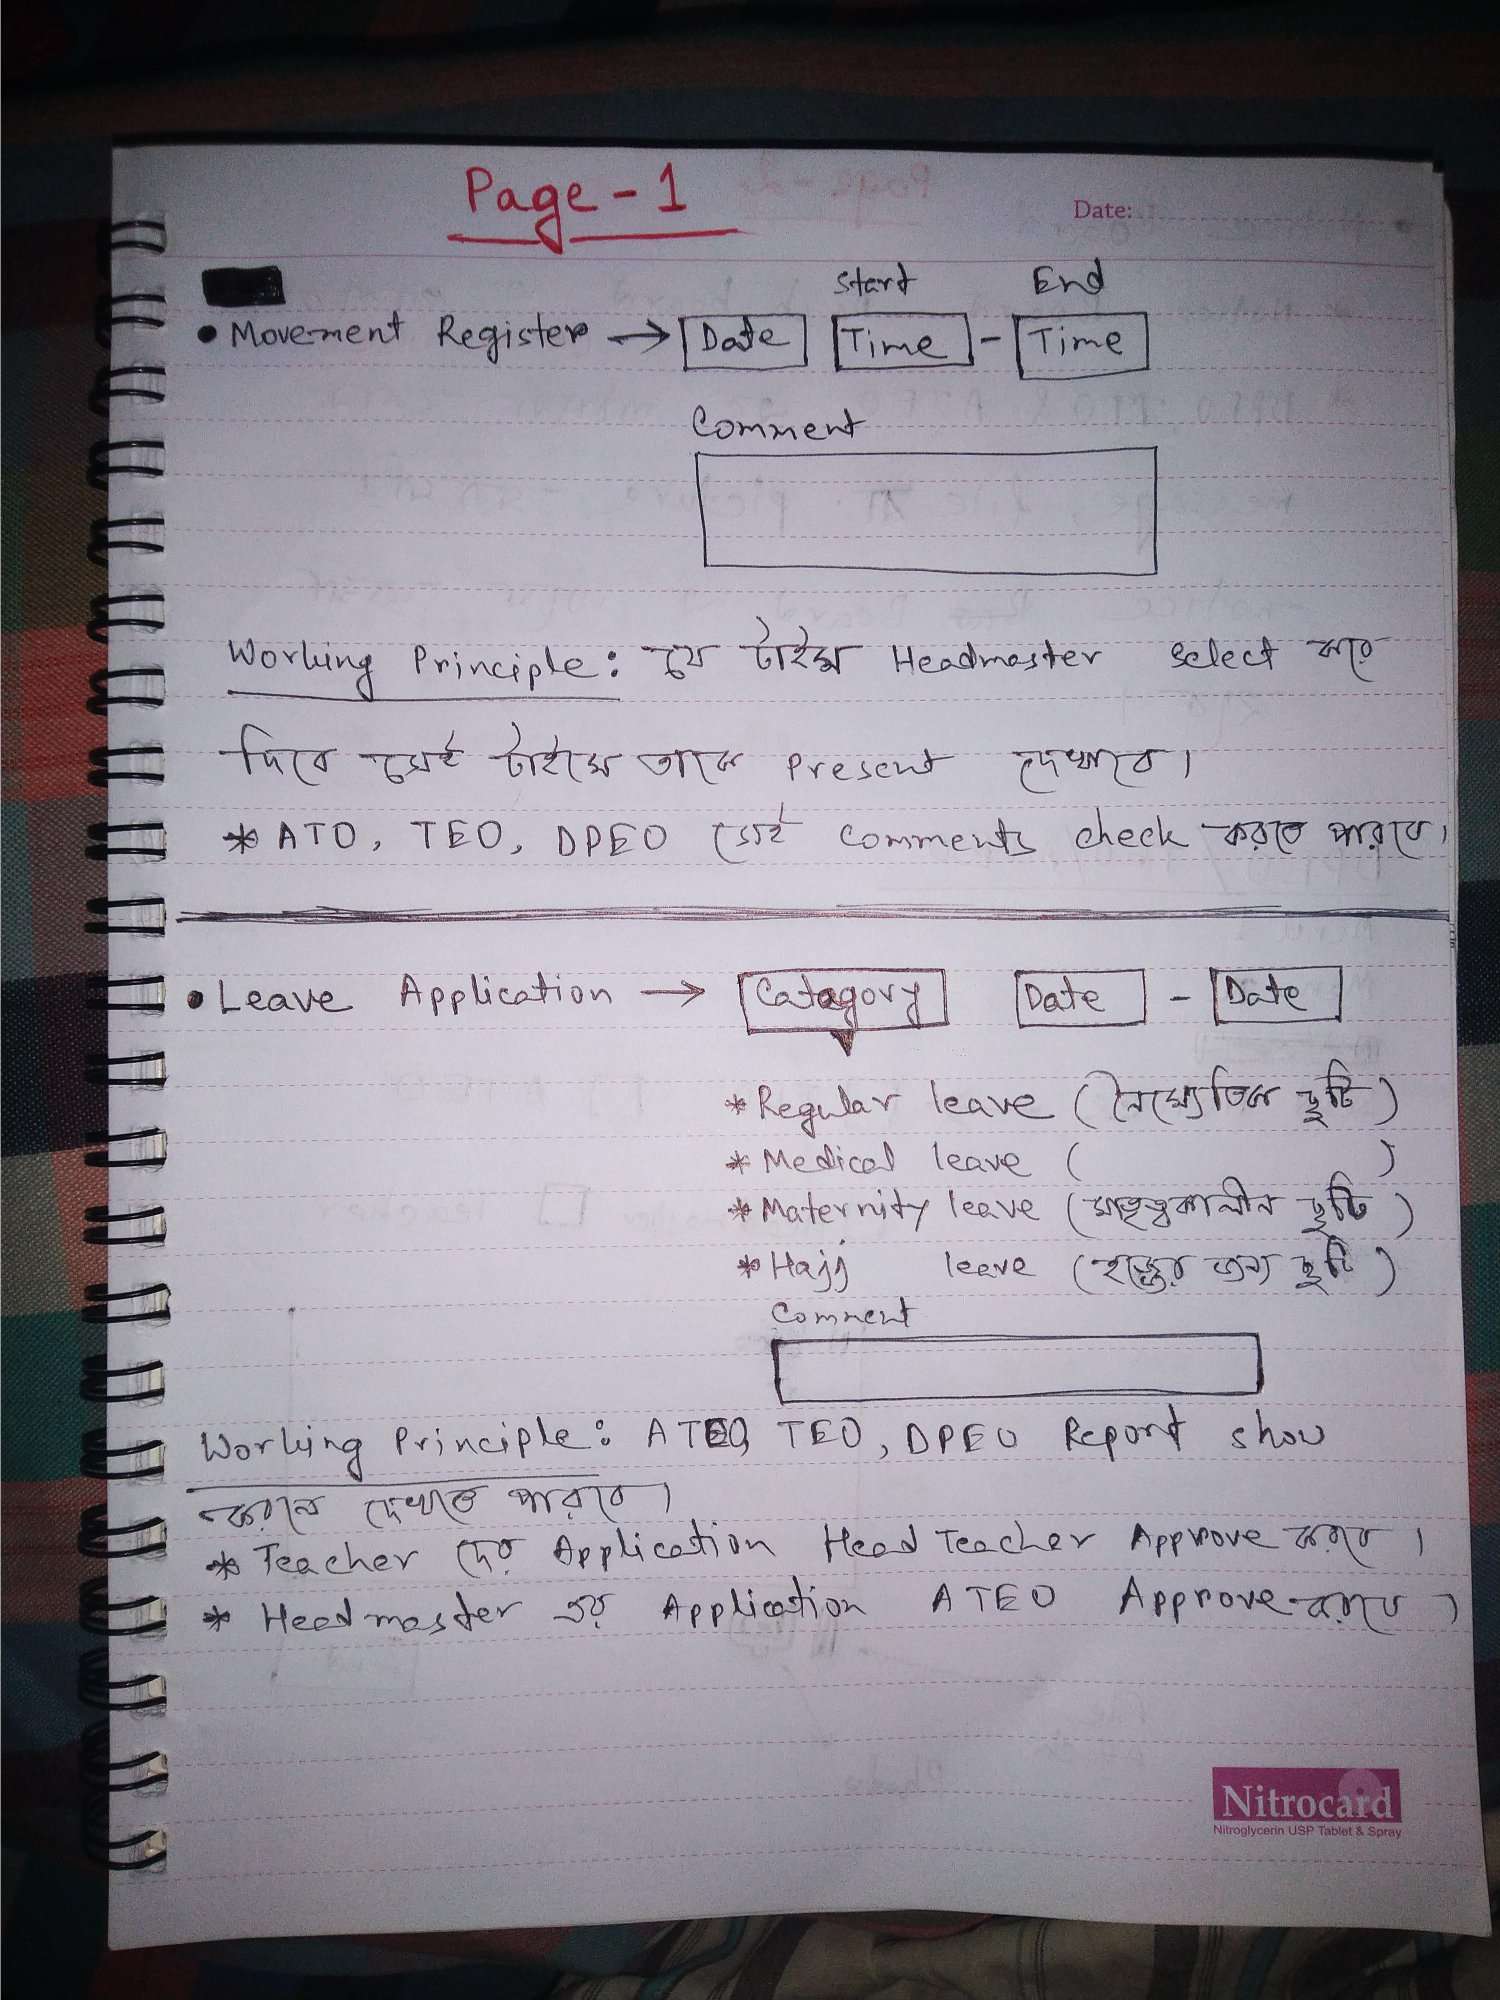 Page - 1
Date:
Start End
• Movement Register → Date Time - Time
Comment
Working Principle: যে টাইম Headmaster select করে
দিবে সেই টাইমে তাকে Present দেখাবে।
* ATO, TEO, DPEO সেই comments check করতে পারবে।
• Leave Application → Catagory Date - Date
* Regular leave (নৈমেত্তিক ছুটি)
* Medical leave ( )
* Maternity leave (মাতৃত্বকালীন ছুটি)
* Hajj leave (হজ্জের জন্য ছুটি)
Comment
Working Principle: ATEO, TEO, DPEO Report show
করলে দেখতে পারবে।
* Teacher দের Application Head Teacher Approve করবে।
* Headmaster এর Application ATEO Approve করবে।
Nitrocard
Nitroglycerin USP Tablet & Spray